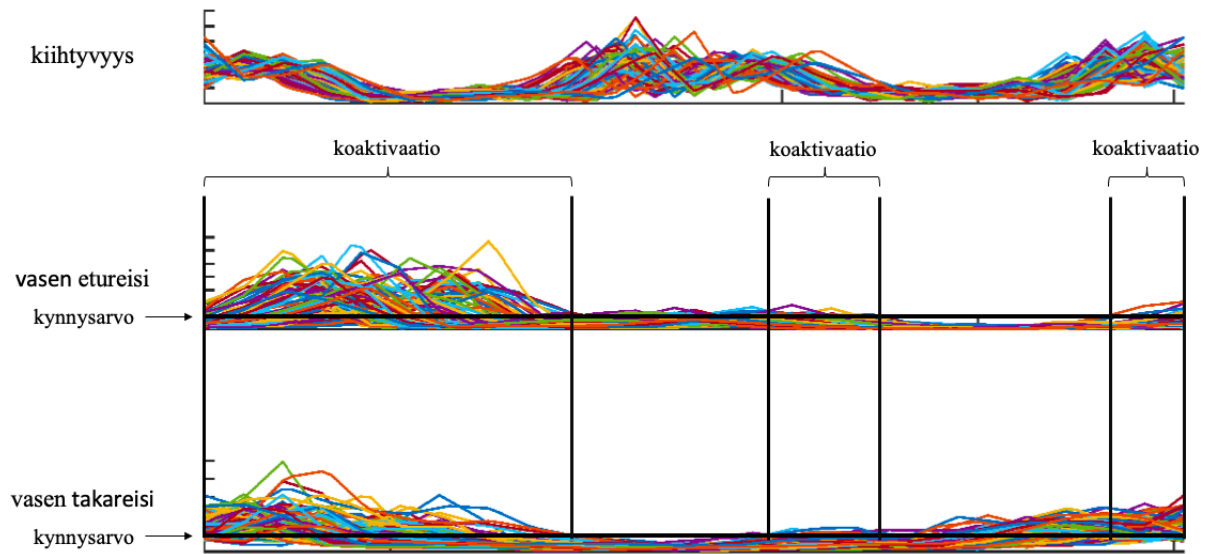 kiihtyvyys
koaktivaatio
koaktivaatio
koaktivaatio
vasen etureisi
kynnysarvo
vasen takareisi
kynnysarvo